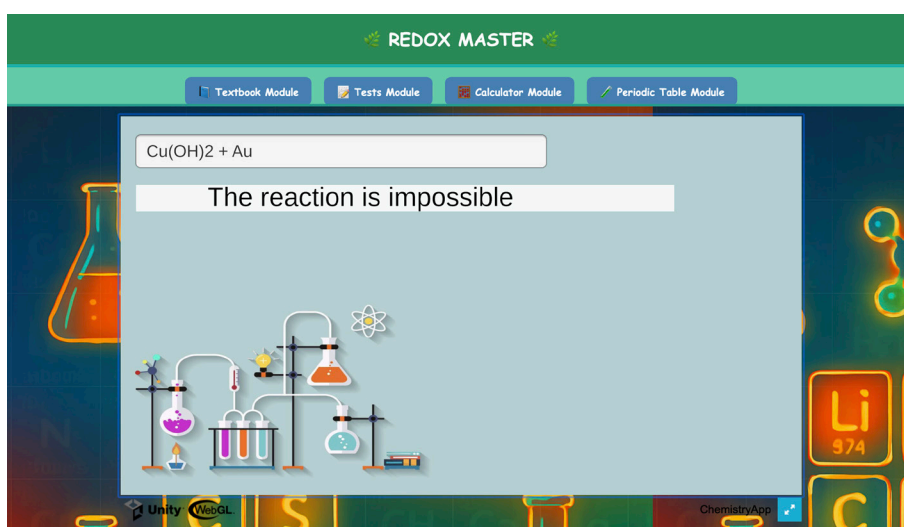 🌿 REDOX MASTER 🌿
Textbook Module
Tests Module
Calculator Module
Periodic Table Module
Cu(OH)2 + Au
The reaction is impossible
Li
974
N
S
C
Unity WebGL
ChemistryApp